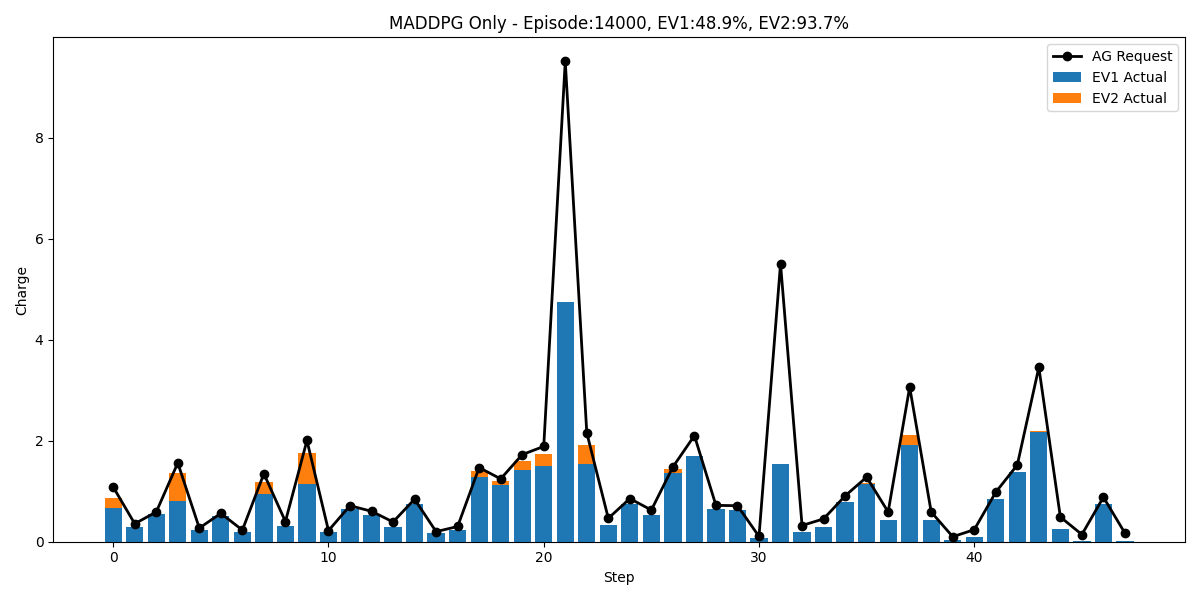 MADDPG Only - Episode:14000, EV1:48.9%, EV2:93.7%
AG Request
EV1 Actual
EV2 Actual
Charge
8
6
4
2
0
0
10
20
30
40
Step